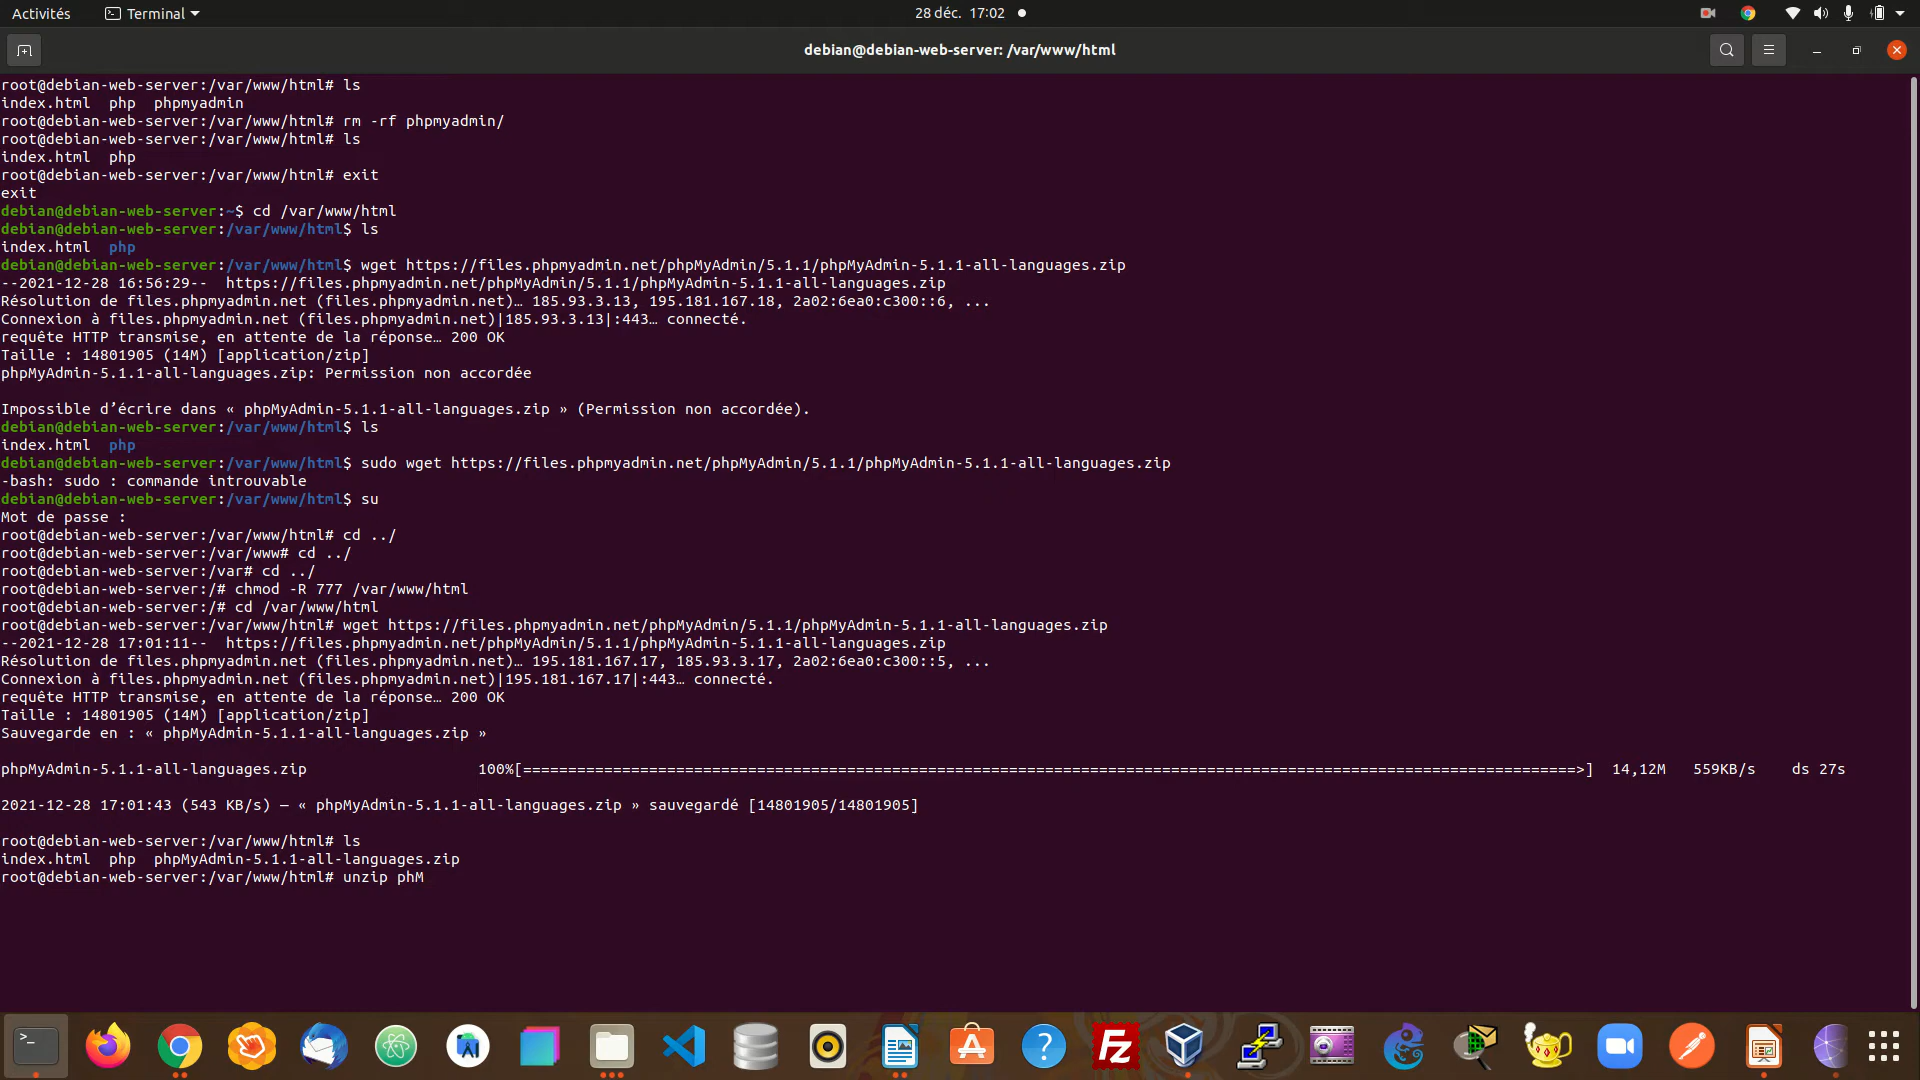 Activités
Terminal
28 déc. 17:02
debian@debian-web-server: /var/www/html
root@debian-web-server:/var/www/html# ls
index.html  php  phpmyadmin
root@debian-web-server:/var/www/html# rm -rf phpmyadmin/
root@debian-web-server:/var/www/html# ls
index.html  php
root@debian-web-server:/var/www/html# exit
exit
debian@debian-web-server:~$ cd /var/www/html
debian@debian-web-server:/var/www/html$ ls
index.html  php
debian@debian-web-server:/var/www/html$ wget https://files.phpmyadmin.net/phpMyAdmin/5.1.1/phpMyAdmin-5.1.1-all-languages.zip
--2021-12-28 16:56:29--  https://files.phpmyadmin.net/phpMyAdmin/5.1.1/phpMyAdmin-5.1.1-all-languages.zip
Résolution de files.phpmyadmin.net (files.phpmyadmin.net)… 185.93.3.13, 195.181.167.18, 2a02:6ea0:c300::6, ...
Connexion à files.phpmyadmin.net (files.phpmyadmin.net)|185.93.3.13|:443… connecté.
requête HTTP transmise, en attente de la réponse… 200 OK
Taille : 14801905 (14M) [application/zip]
phpMyAdmin-5.1.1-all-languages.zip: Permission non accordée
Impossible d’écrire dans « phpMyAdmin-5.1.1-all-languages.zip » (Permission non accordée).
debian@debian-web-server:/var/www/html$ ls
index.html  php
debian@debian-web-server:/var/www/html$ sudo wget https://files.phpmyadmin.net/phpMyAdmin/5.1.1/phpMyAdmin-5.1.1-all-languages.zip
-bash: sudo : commande introuvable
debian@debian-web-server:/var/www/html$ su
Mot de passe :
root@debian-web-server:/var/www/html# cd ../
root@debian-web-server:/var/www# cd ../
root@debian-web-server:/var# cd ../
root@debian-web-server:/# chmod -R 777 /var/www/html
root@debian-web-server:/# cd /var/www/html
root@debian-web-server:/var/www/html# wget https://files.phpmyadmin.net/phpMyAdmin/5.1.1/phpMyAdmin-5.1.1-all-languages.zip
--2021-12-28 17:01:11--  https://files.phpmyadmin.net/phpMyAdmin/5.1.1/phpMyAdmin-5.1.1-all-languages.zip
Résolution de files.phpmyadmin.net (files.phpmyadmin.net)… 195.181.167.17, 185.93.3.17, 2a02:6ea0:c300::5, ...
Connexion à files.phpmyadmin.net (files.phpmyadmin.net)|195.181.167.17|:443… connecté.
requête HTTP transmise, en attente de la réponse… 200 OK
Taille : 14801905 (14M) [application/zip]
Sauvegarde en : « phpMyAdmin-5.1.1-all-languages.zip »
phpMyAdmin-5.1.1-all-languages.zip 100%[=====================================================================================================================>] 14,12M 559KB/s ds 27s
2021-12-28 17:01:43 (543 KB/s) — « phpMyAdmin-5.1.1-all-languages.zip » sauvegardé [14801905/14801905]
root@debian-web-server:/var/www/html# ls
index.html  php  phpMyAdmin-5.1.1-all-languages.zip
root@debian-web-server:/var/www/html# unzip phM